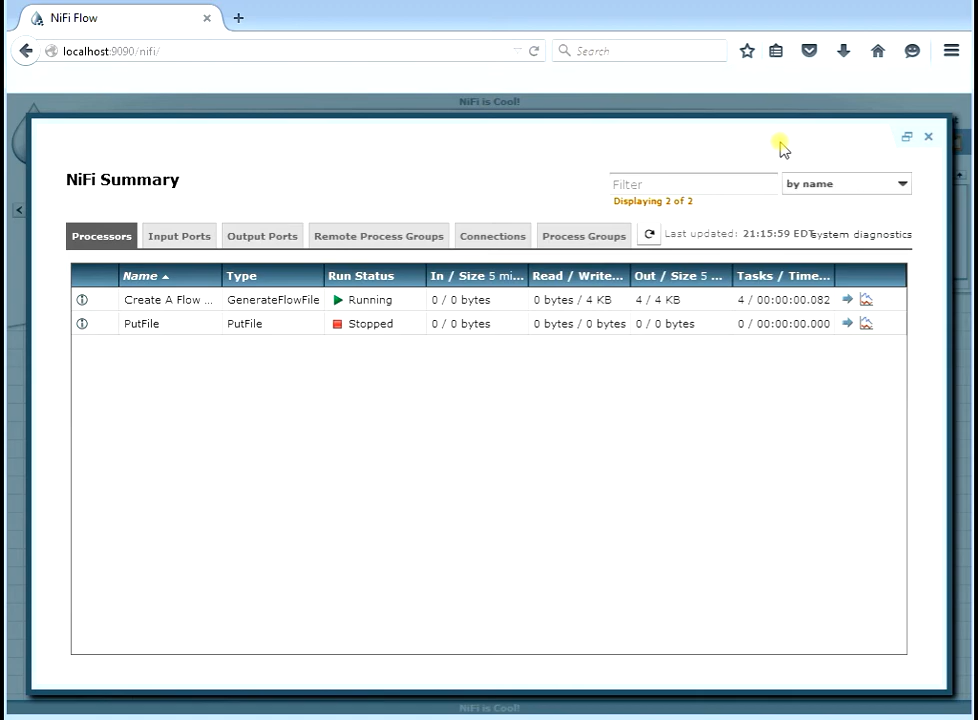 NiFi Flow
localhost:9090/nifi/
Search
NiFi is Cool!
NiFi Summary
Filter
by name
Displaying 2 of 2
Processors Input Ports Output Ports Remote Process Groups Connections Process Groups Last updated: 21:15:59 EDT system diagnostics
Name Type Run Status In / Size 5 mi... Read / Write... Out / Size 5 ... Tasks / Time...
Create A Flow ... GenerateFlowFile Running 0 / 0 bytes 0 bytes / 4 KB 4 / 4 KB 4 / 00:00:00.082
PutFile PutFile Stopped 0 / 0 bytes 0 bytes / 0 bytes 0 / 0 bytes 0 / 00:00:00.000
NiFi is Cool!